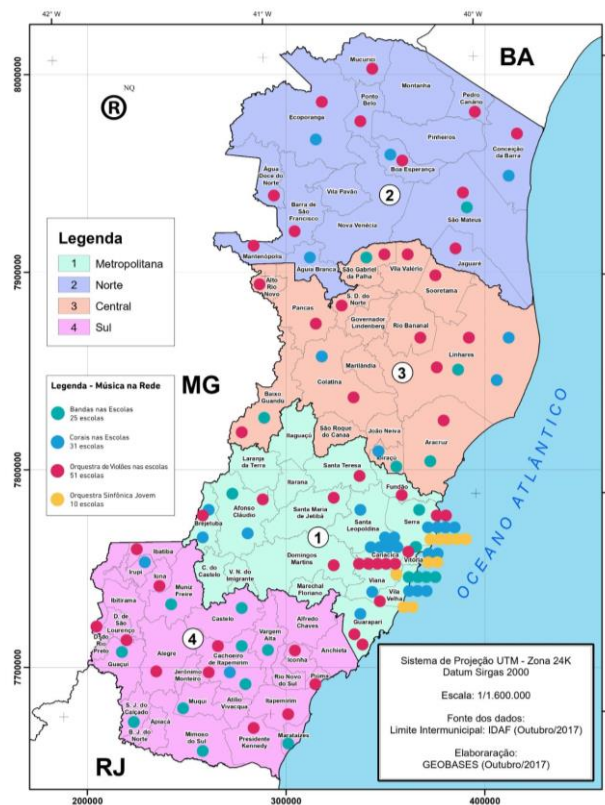 42° W
41° W
40° W
8000000
7900000
7800000
7700000
200000
300000
400000
NQ
®
BA
MG
RJ
OCEANO ATLÂNTICO
Mucurici
Montanha
Ponto
Belo
Pedro
Canário
Ecoporanga
Pinheiros
Conceição
da Barra
Boa Esperança
Água
Doce do
Norte
Vila Pavão
2
Barra de
São
Francisco
Nova Venécia
São Mateus
Mantenópolis
Águia Branca
São Gabriel
da Palha
Vila Valério
Jaguaré
Sooretama
Alto
Rio
Novo
Pancas
S. D. do
Norte
Governador
Lindenberg
Rio Bananal
Linhares
Marilândia
3
Colatina
Baixo
Guandu
São Roque
do Canaã
João Neiva
Aracruz
Ibiraçu
Itaguaçu
Laranja
da Terra
Santa Teresa
Itarana
Fundão
Afonso
Cláudio
Santa Maria
de Jetibá
Santa
Leopoldina
Serra
Brejetuba
1
Cariacica
Vitória
Domingos
Martins
C. do
Castelo
V. N. do
Imigrante
Viana
Marechal
Floriano
Vila
Velha
Guarapari
Ibatiba
Irupi
Iúna
Muniz
Freire
Ibitirama
Castelo
Alfredo
Chaves
D. de São
Lourenço
4
Vargem
Alta
D. do Rio
Preto
Alegre
Cachoeiro
de Itapemirim
Iconha
Anchieta
Guaçuí
Jerônimo
Monteiro
Rio Novo
do Sul
Piúma
Muqui
Atílio
Vivacqua
Itapemirim
S. J. do
Calçado
Apiacá
B. J. do
Norte
Mimoso
do Sul
Presidente
Kennedy
Marataízes
Legenda
1 Metropolitana
2 Norte
3 Central
4 Sul
Legenda - Música na Rede
Bandas nas Escolas
25 escolas
Corais nas Escolas
31 escolas
Orquestra de Violões nas escolas
51 escolas
Orquestra Sinfônica Jovem
10 escolas
Sistema de Projeção UTM - Zona 24K
Datum Sirgas 2000
Escala: 1/1.600.000
Fonte dos dados:
Limite Intermunicipal: IDAF (Outubro/2017)
Elaboraração:
GEOBASES (Outubro/2017)